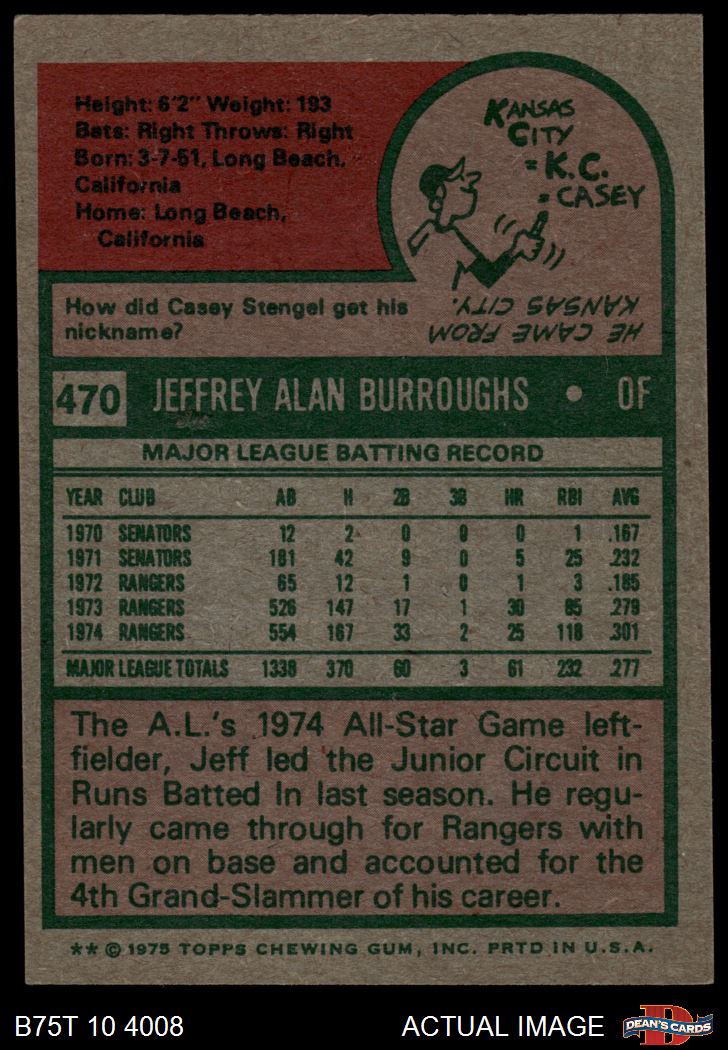 Height: 6'2" Weight: 193
Bats: Right Throws: Right
Born: 3-7-51, Long Beach,
California
Home: Long Beach,
California
KANSAS
CITY
= K.C.
= CASEY
How did Casey Stengel get his
nickname?
HE CAME FROM
KANSAS CITY.
470 JEFFREY ALAN BURROUGHS • OF
MAJOR LEAGUE BATTING RECORD
YEAR CLUB AB H 2B 3B HR RBI AVG
1970 SENATORS 12 2 0 0 0 1 .167
1971 SENATORS 181 42 9 0 5 25 .232
1972 RANGERS 65 12 1 0 1 3 .185
1973 RANGERS 526 147 17 1 30 85 .279
1974 RANGERS 554 167 33 2 25 118 .301
MAJOR LEAGUE TOTALS 1338 370 60 3 61 232 .277
The A.L.'s 1974 All-Star Game left-
fielder, Jeff led the Junior Circuit in
Runs Batted In last season. He regu-
larly came through for Rangers with
men on base and accounted for the
4th Grand-Slammer of his career.
** © 1975 TOPPS CHEWING GUM, INC. PRTD IN U.S.A.
B75T 10 4008 ACTUAL IMAGE DEAN'S CARDS